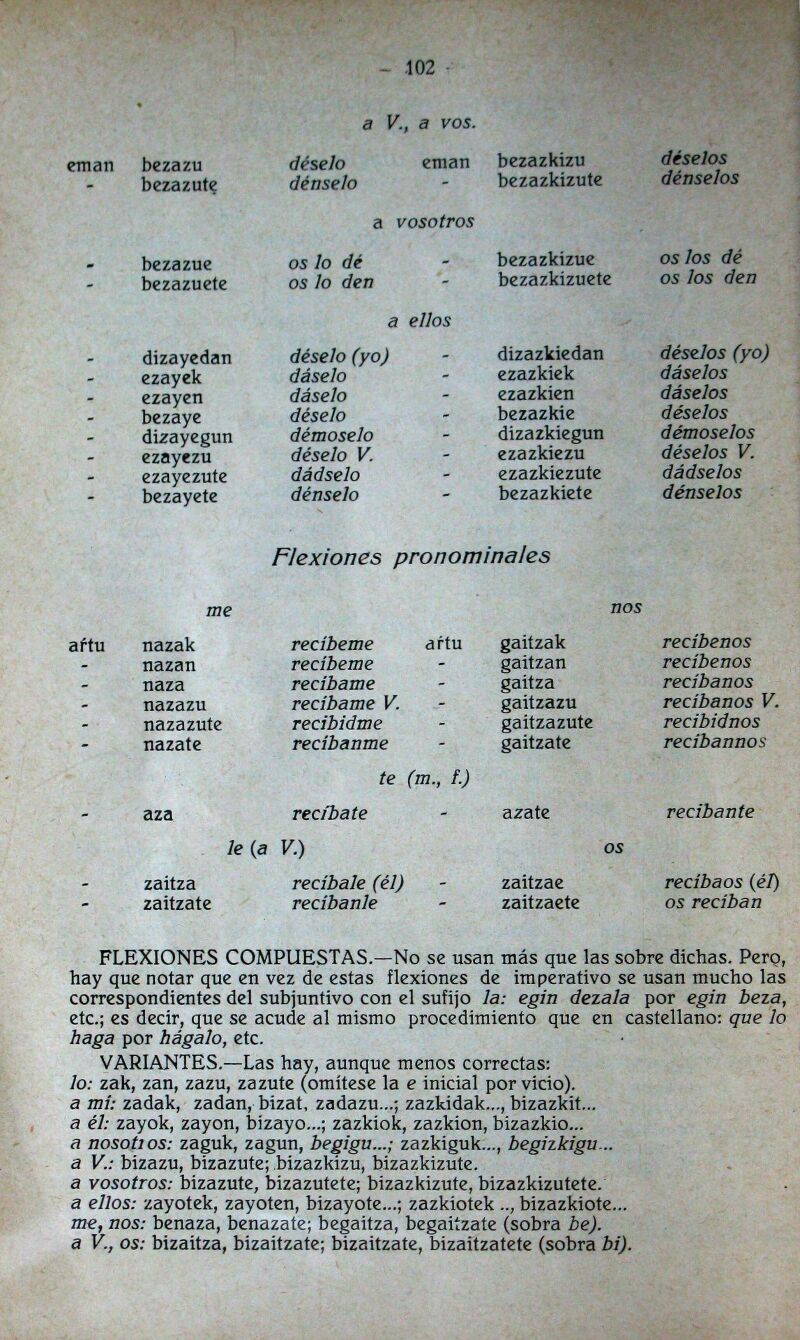 - 102 -
a V., a vos.
eman bezazu déselo eman bezazkizu déselos
- bezazute dénselo - bezazkizute dénselos
a vosotros
- bezazue os lo dé - bezazkizue os los dé
- bezazuete os lo den - bezazkizuete os los den
a ellos
- dizayedan déselo (yo) - dizazkiedan déselos (yo)
- ezayek dáselo - ezazkiek dáselos
- ezayen dáselo - ezazkien dáselos
- bezaye déselo - bezazkie déselos
- dizayegun démoselo - dizazkiegun démoselos
- ezayezu déselo V. - ezazkiezu déselos V.
- ezayezute dádselo - ezazkiezute dádselos
- bezayete dénselo - bezazkiete dénselos
Flexiones pronominales
me nos
aŕtu nazak recíbeme aŕtu gaitzak recíbenos
- nazan recíbeme - gaitzan recíbenos
- naza recíbame - gaitza recíbanos
- nazazu recíbame V. - gaitzazu recíbanos V.
- nazazute recibidme - gaitzazute recibidnos
- nazate recíbanme - gaitzate recíbannos
te (m., f.)
- aza recíbate - azate recibante
le (a V.) os
- zaitza recíbale (él) - zaitzae recíbaos (él)
- zaitzate recíbanle - zaitzaete os reciban
FLEXIONES COMPUESTAS.—No se usan más que las sobre dichas. Pero,
hay que notar que en vez de estas flexiones de imperativo se usan mucho las
correspondientes del subjuntivo con el sufijo la: egin dezala por egin beza,
etc.; es decir, que se acude al mismo procedimiento que en castellano: que lo
haga por hágalo, etc.
VARIANTES.—Las hay, aunque menos correctas:
lo: zak, zan, zazu, zazute (omítese la e inicial por vicio).
a mí: zadak, zadan, bizat, zadazu...; zazkidak..., bizazkit...
a él: zayok, zayon, bizayo...; zazkiok, zazkion, bizazkio...
a nosotros: zaguk, zagun, begigu...; zazkiguk..., begizkigu...
a V.: bizazu, bizazute; bizazkizu, bizazkizute.
a vosotros: bizazute, bizazutete; bizazkizute, bizazkizutete.
a ellos: zayotek, zayoten, bizayote...; zazkiotek .., bizazkiote...
me, nos: benaza, benazate; begaitza, begaitzate (sobra be).
a V., os: bizaitza, bizaitzate; bizaitzate, bizaitzatete (sobra bi).